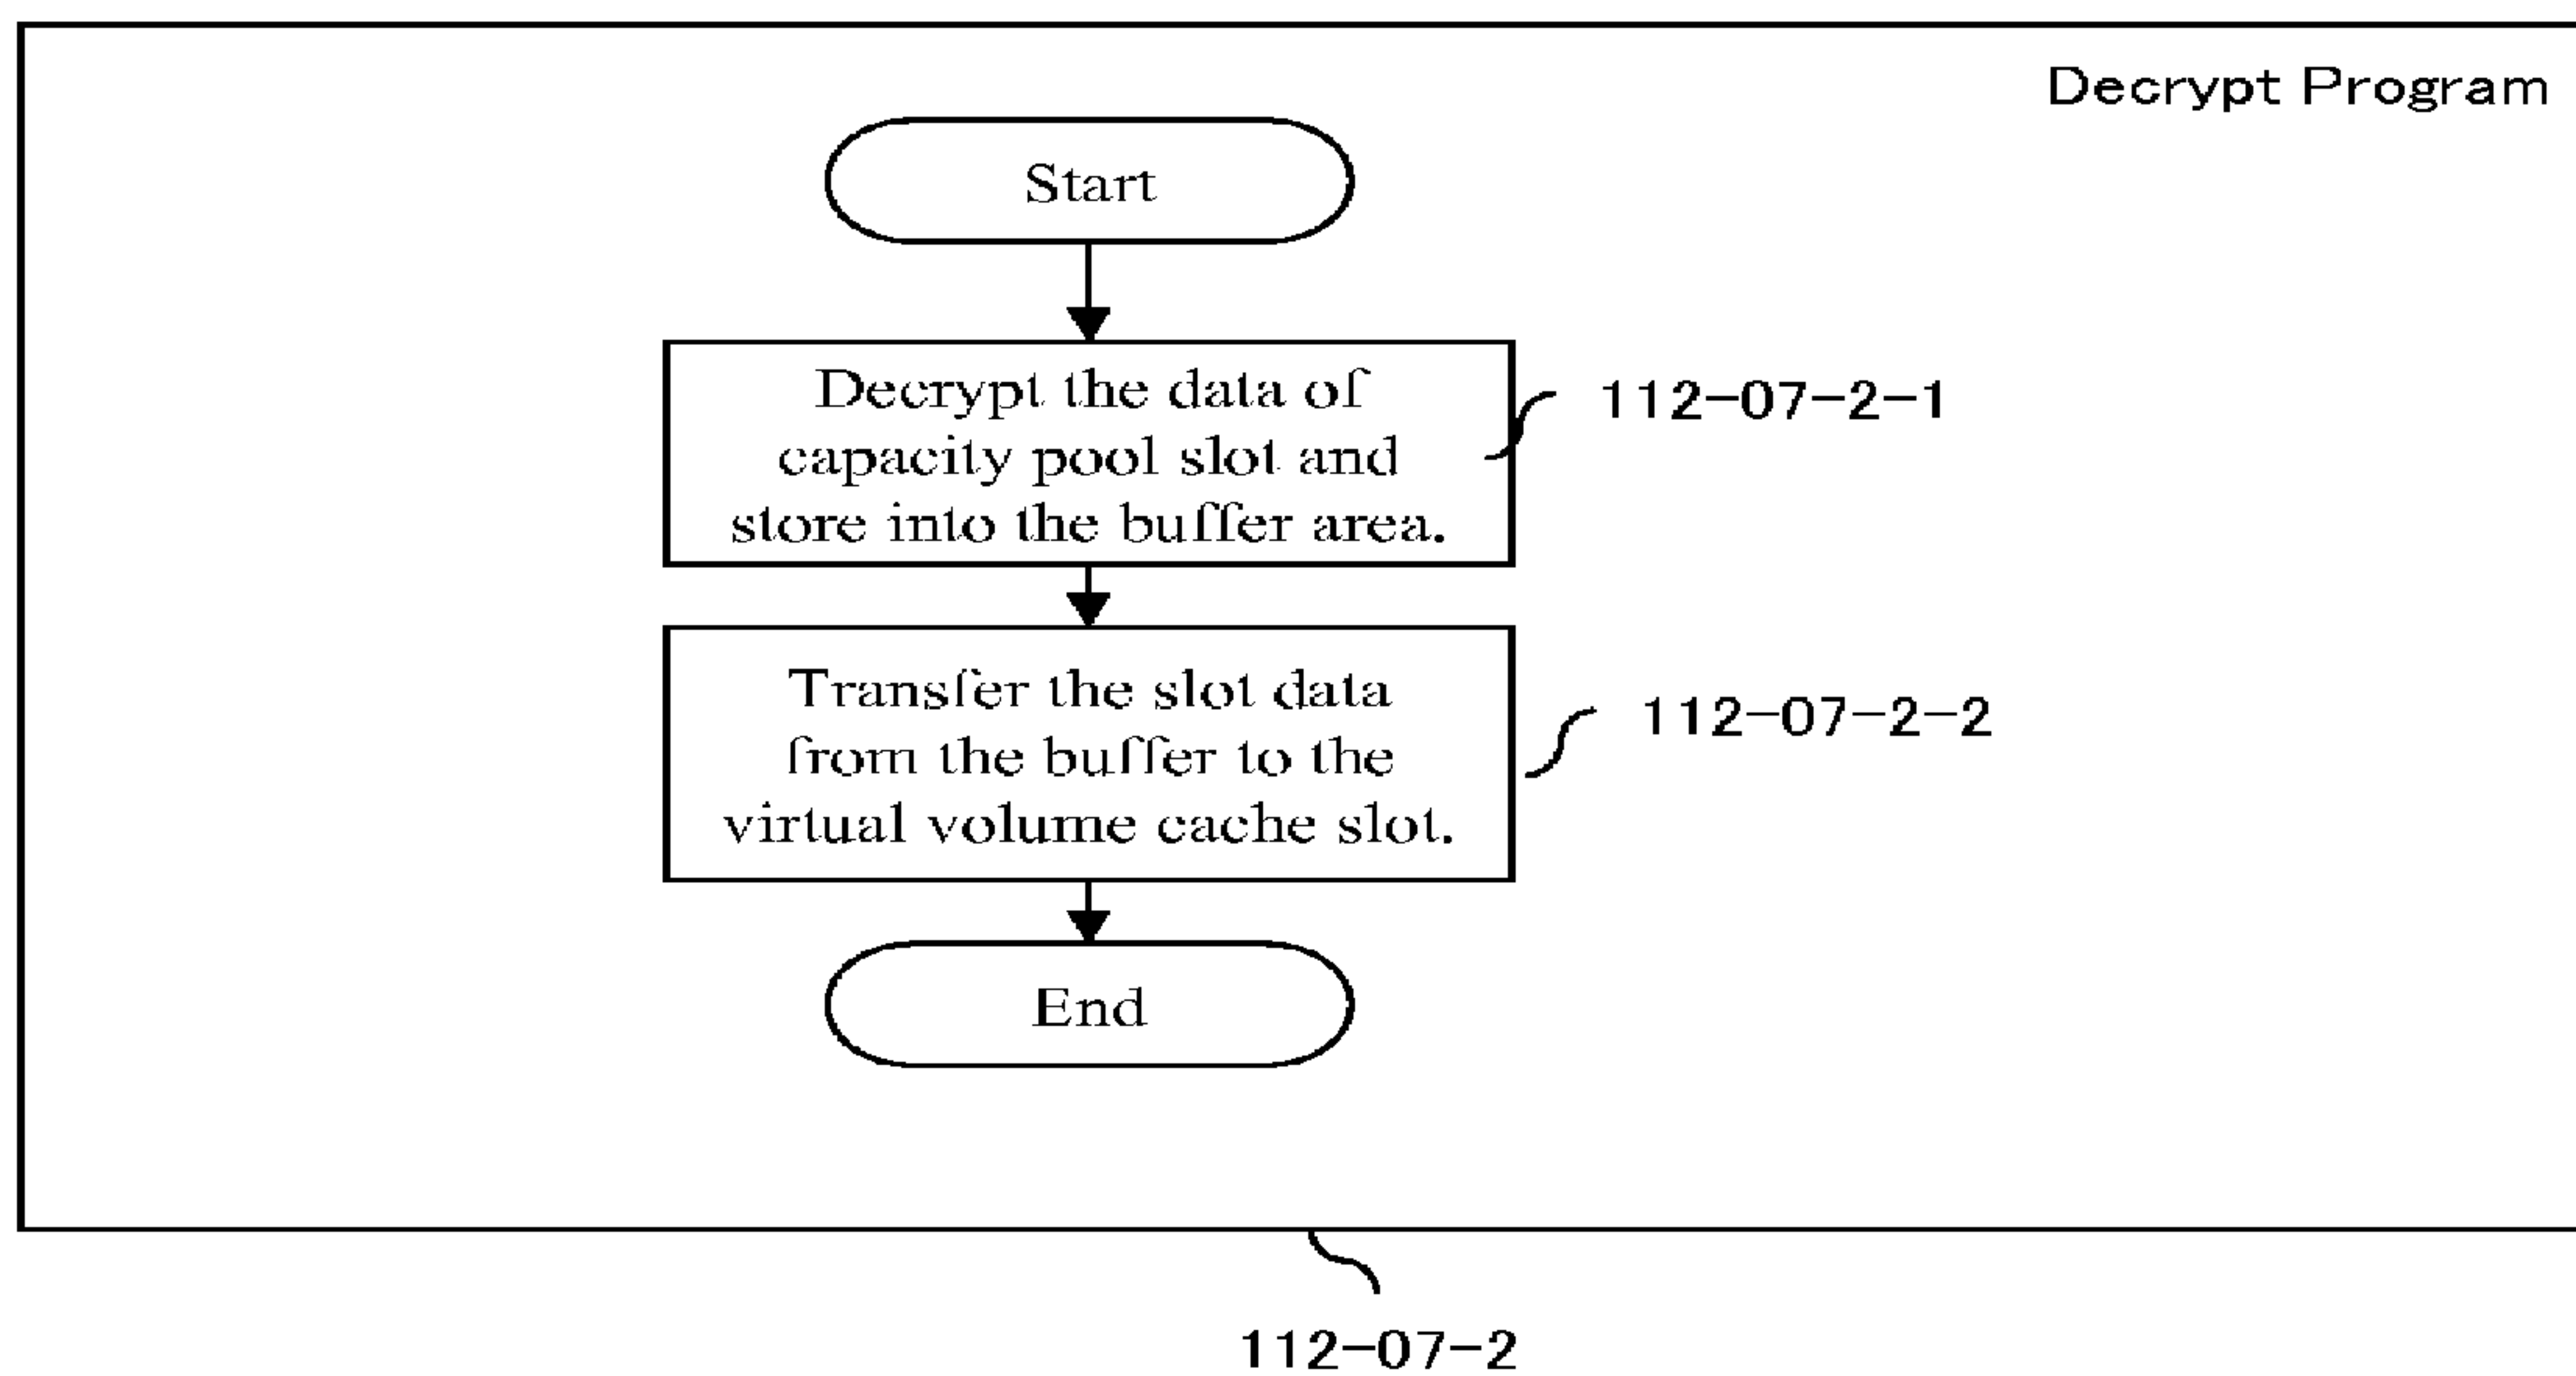 Decrypt Program
Start
Decrypt the data of
capacity pool slot and
store into the buffer area.
112-07-2-1
Transfer the slot data
from the buffer to the
virtual volume cache slot.
112-07-2-2
End
112-07-2